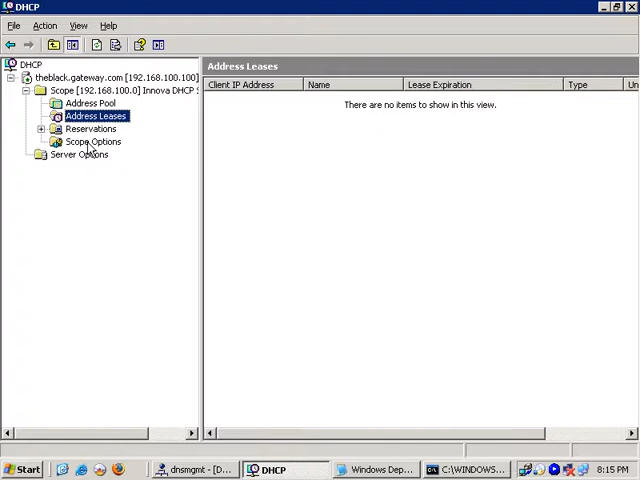 DHCP
File Action View Help
DHCP
theblack.gateway.com [192.168.100.100]
Scope [192.168.100.0] Innova DHCP S
Address Pool
Address Leases
Reservations
Scope Options
Server Options
Address Leases
Client IP Address Name Lease Expiration Type Un
There are no items to show in this view.
Start dnsmgmt - [D... DHCP Windows Dep... C:\WINDOWS... 8:15 PM